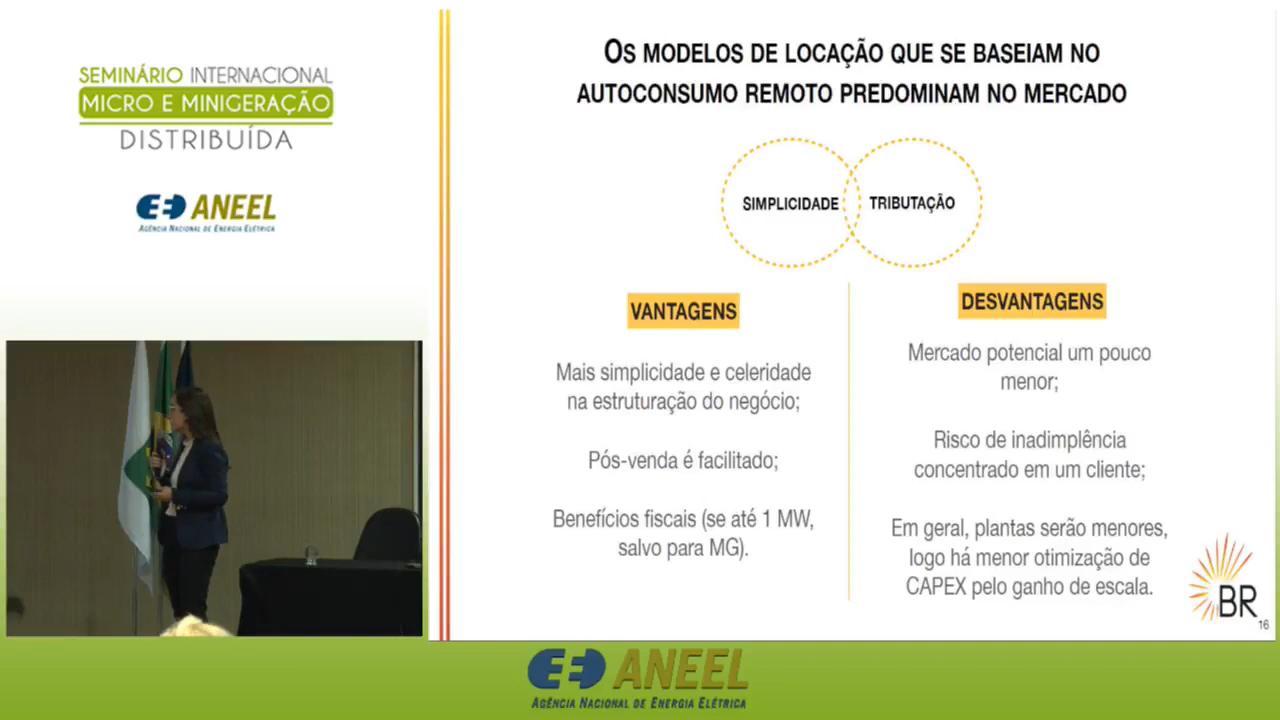 SEMINÁRIO INTERNACIONAL
MICRO E MINIGERAÇÃO
DISTRIBUÍDA
ANEEL
AGÊNCIA NACIONAL DE ENERGIA ELÉTRICA
OS MODELOS DE LOCAÇÃO QUE SE BASEIAM NO
AUTOCONSUMO REMOTO PREDOMINAM NO MERCADO
SIMPLICIDADE
TRIBUTAÇÃO
VANTAGENS
Mais simplicidade e celeridade
na estruturação do negócio;
Pós-venda é facilitado;
Benefícios fiscais (se até 1 MW,
salvo para MG).
DESVANTAGENS
Mercado potencial um pouco
menor;
Risco de inadimplência
concentrado em um cliente;
Em geral, plantas serão menores,
logo há menor otimização de
CAPEX pelo ganho de escala.
BR
16
ANEEL
AGÊNCIA NACIONAL DE ENERGIA ELÉTRICA